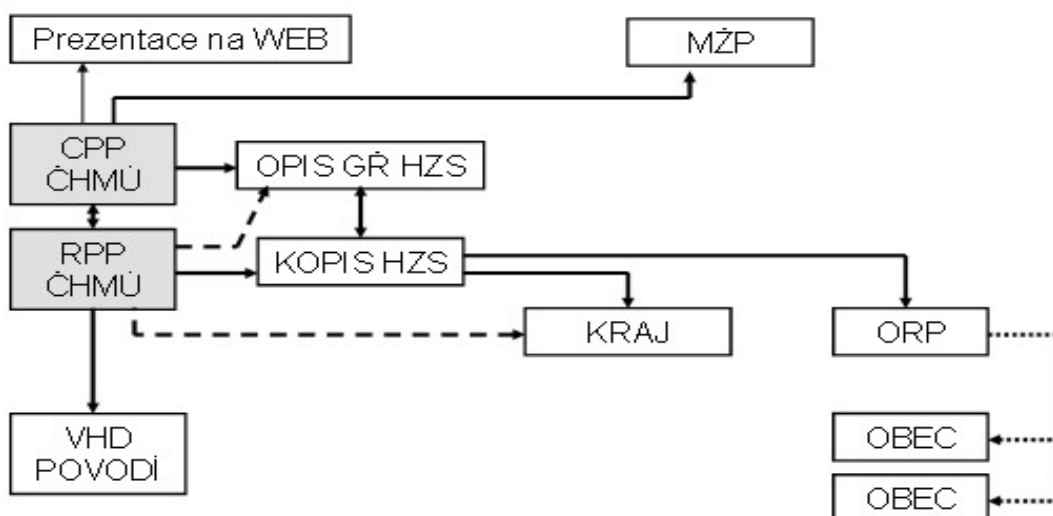 Prezentace na WEB
MŽP
CPP
ČHMÚ
OPIS GŘ HZS
RPP
ČHMÚ
KOPIS HZS
KRAJ
ORP
VHD
POVODÍ
OBEC
OBEC